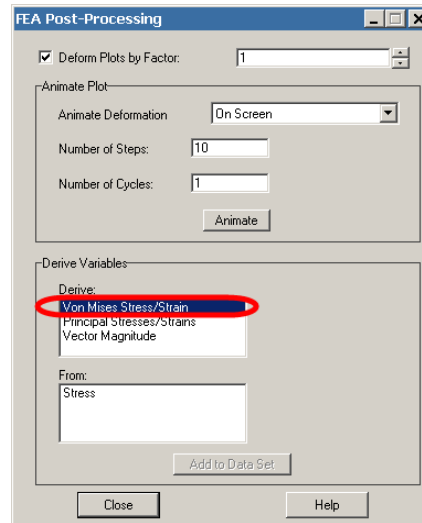 FEA Post-Processing
Deform Plots by Factor: 1
Animate Plot
Animate Deformation On Screen
Number of Steps: 10
Number of Cycles: 1
Animate
Derive Variables
Derive:
Von Mises Stress/Strain
Principal Stresses/Strains
Vector Magnitude
From:
Stress
Add to Data Set
Close Help